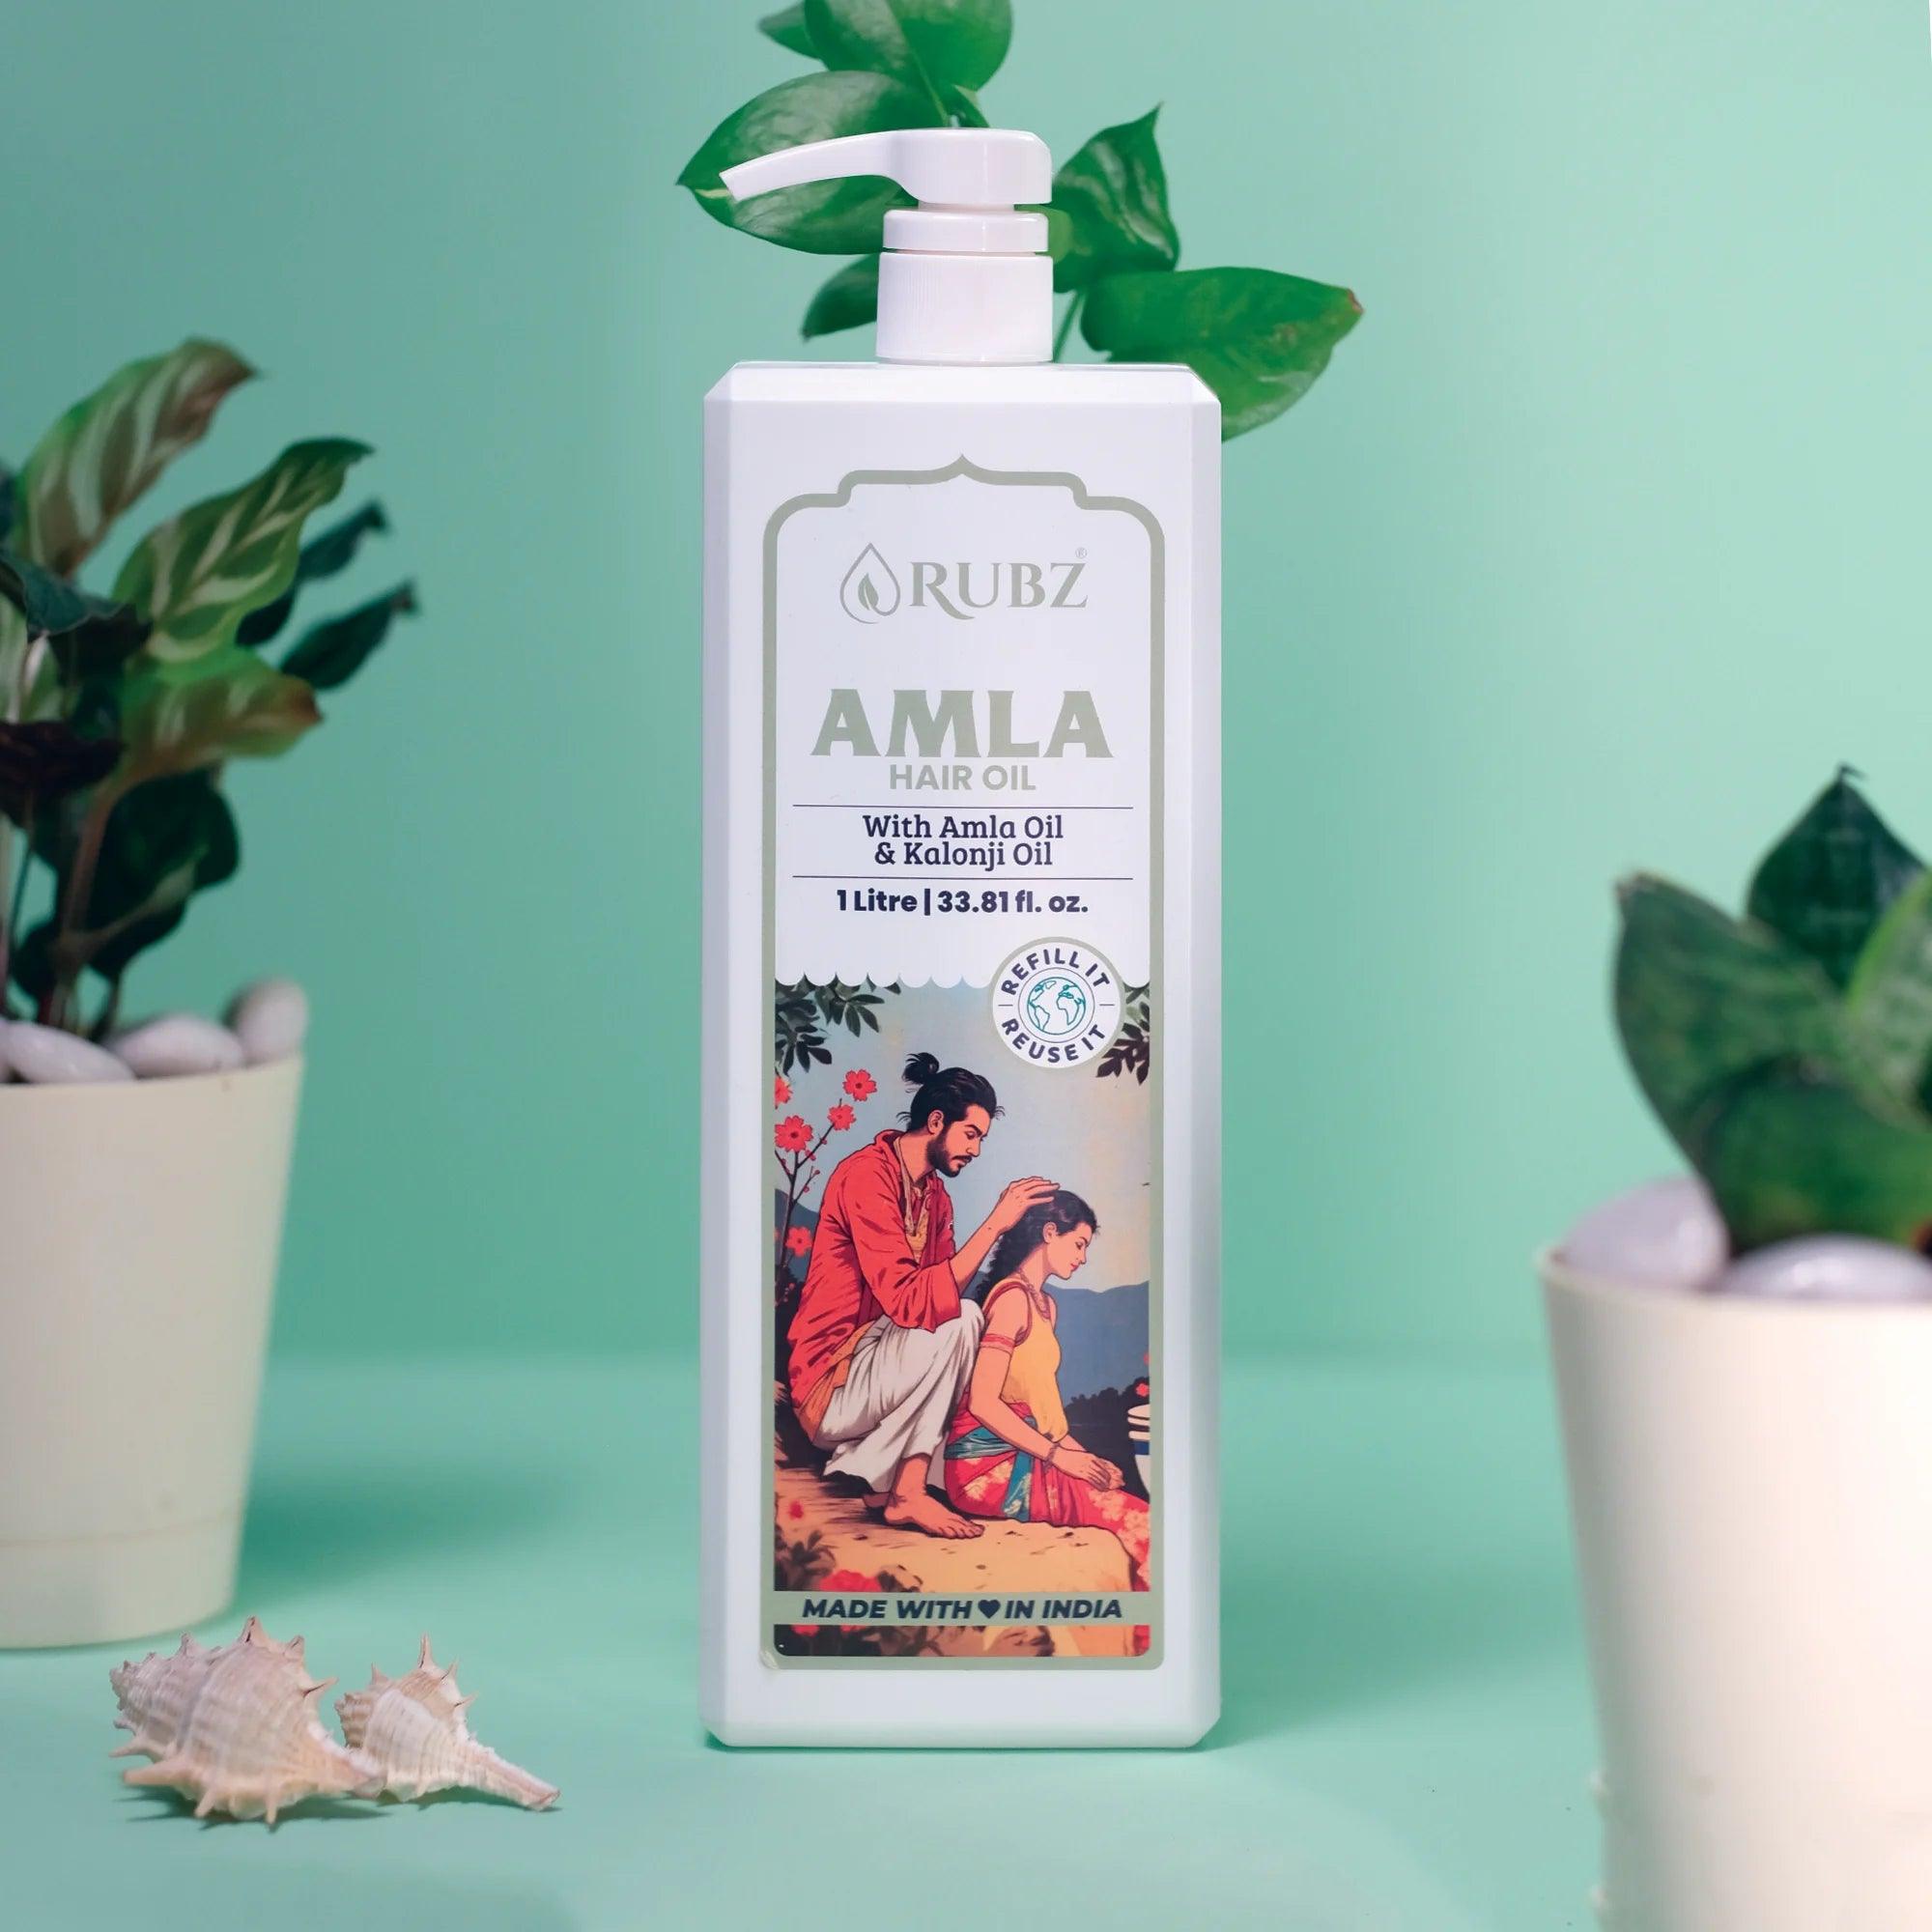 RUBZ®
AMLA
HAIR OIL
With Amla Oil
& Kalonji Oil
1 Litre | 33.81 fl. oz.
REFILL IT
REUSE IT
MADE WITH ♥ IN INDIA